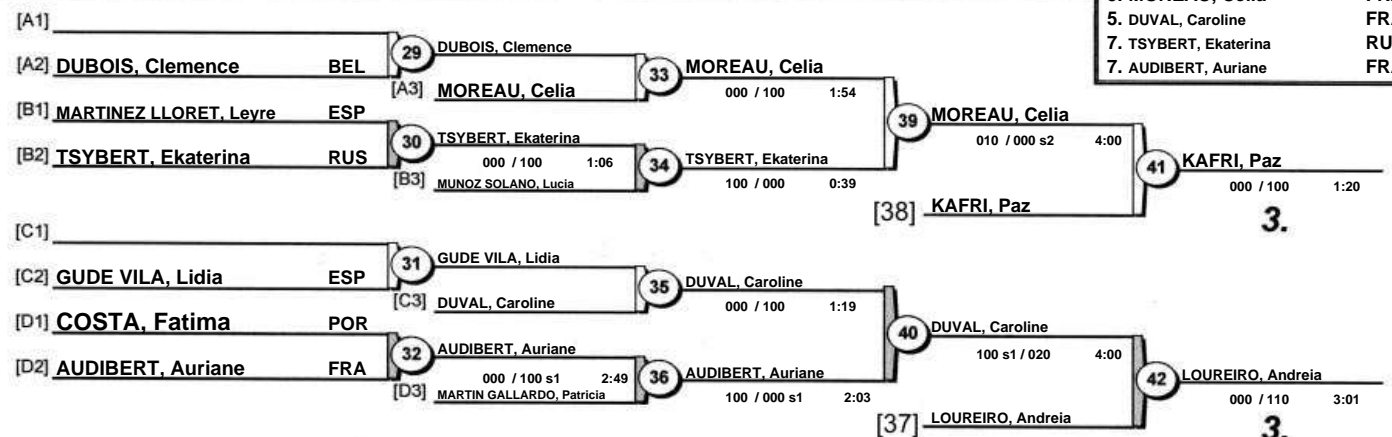 5. DUVAL, Caroline
7. TSYBERT, Ekaterina
7. AUDIBERT, Auriane
[A1]
[A2] DUBOIS, Clemence BEL
29
DUBOIS, Clemence
[A3] MOREAU, Celia
33
MOREAU, Celia
000 / 100 1:54
[B1] MARTINEZ LLORET, Leyre ESP
[B2] TSYBERT, Ekaterina RUS
30
TSYBERT, Ekaterina
000 / 100 1:06
[B3] MUNOZ SOLANO, Lucia
34
TSYBERT, Ekaterina
100 / 000 0:39
39
MOREAU, Celia
010 / 000 s2 4:00
[38] KAFRI, Paz
41
KAFRI, Paz
000 / 100 1:20
3.
[C1]
[C2] GUDE VILA, Lidia ESP
31
GUDE VILA, Lidia
[C3] DUVAL, Caroline
35
DUVAL, Caroline
000 / 100 1:19
[D1] COSTA, Fatima POR
[D2] AUDIBERT, Auriane FRA
32
AUDIBERT, Auriane
000 / 100 s1 2:49
[D3] MARTIN GALLARDO, Patricia
36
AUDIBERT, Auriane
100 / 000 s1 2:03
40
DUVAL, Caroline
100 s1 / 020 4:00
[37] LOUREIRO, Andreia
42
LOUREIRO, Andreia
000 / 110 3:01
3.